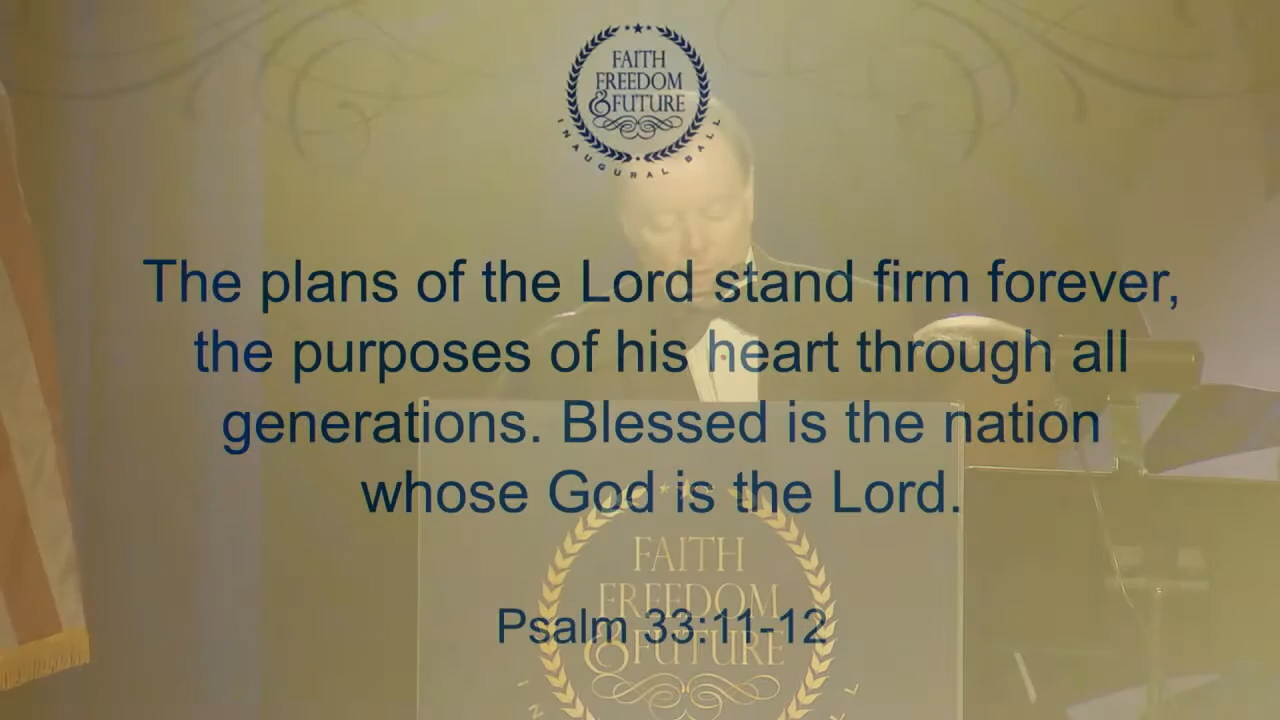 FAITH
FREEDOM
& FUTURE
INAUGURAL BALL
The plans of the Lord stand firm forever,
the purposes of his heart through all
generations. Blessed is the nation
whose God is the Lord.
FAITH
FREEDOM
Psalm 33:11-12
& FUTURE